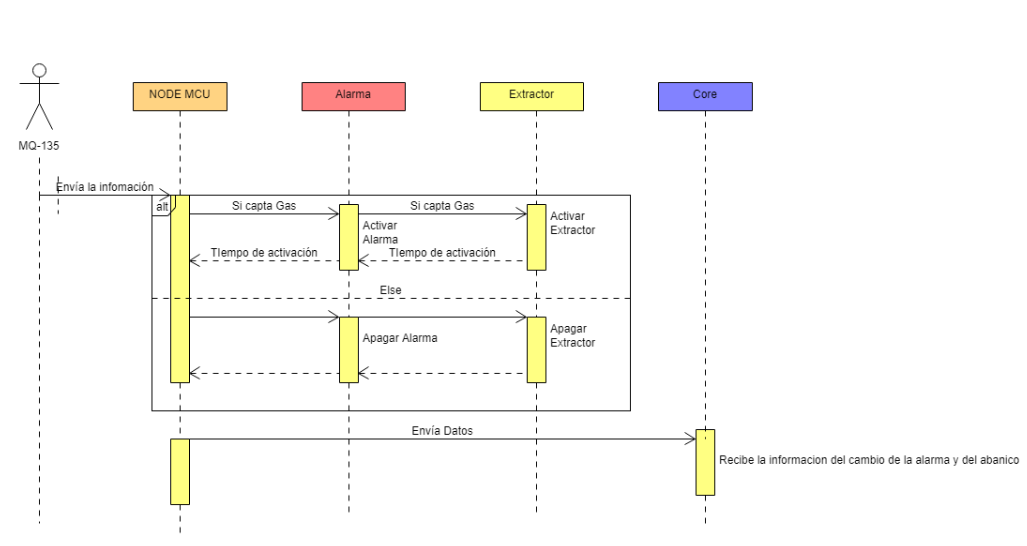 NODE MCU
Alarma
Extractor
Core
MQ-135
Envía la infomación
alt
Si capta Gas
Si capta Gas
Activar
Alarma
Activar
Extractor
TIempo de activación
TIempo de activación
Else
Apagar Alarma
Apagar
Extractor
Envía Datos
Recibe la informacion del cambio de la alarma y del abanico